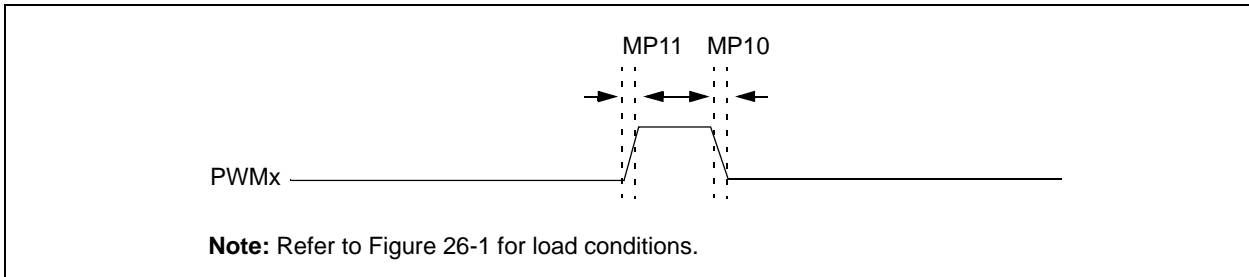 MP11 MP10
PWMx
Note: Refer to Figure 26-1 for load conditions.